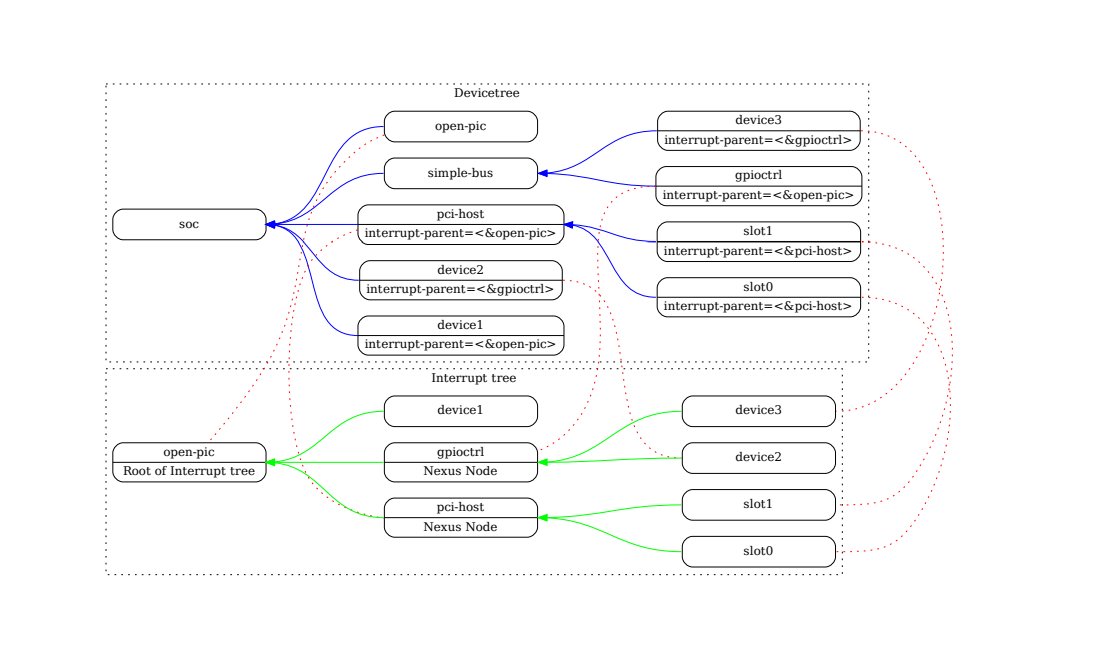 Devicetree
open-pic
simple-bus
soc
pci-host
interrupt-parent=<&open-pic>
device2
interrupt-parent=<&gpioctrl>
device1
interrupt-parent=<&open-pic>
device3
interrupt-parent=<&gpioctrl>
gpioctrl
interrupt-parent=<&open-pic>
slot1
interrupt-parent=<&pci-host>
slot0
interrupt-parent=<&pci-host>
Interrupt tree
open-pic
Root of Interrupt tree
device1
gpioctrl
Nexus Node
pci-host
Nexus Node
device3
device2
slot1
slot0